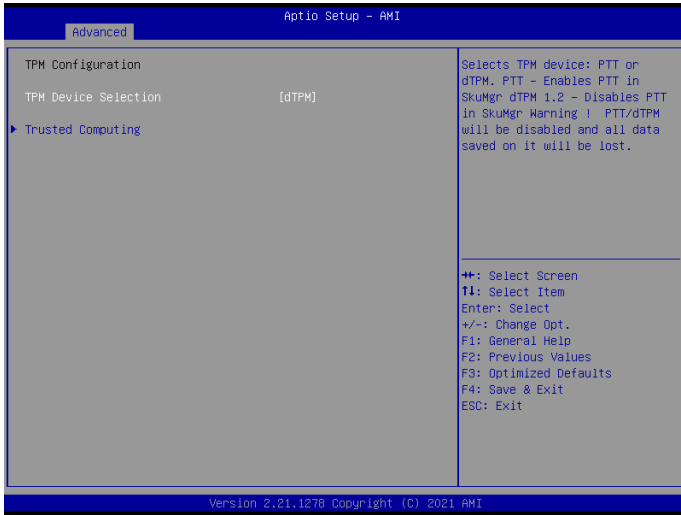 Aptio Setup – AMI
Advanced
TPM Configuration
TPM Device Selection [dTPM]
Trusted Computing
Selects TPM device: PTT or
dTPM. PTT – Enables PTT in
SkuMgr dTPM 1.2 – Disables PTT
in SkuMgr Warning ! PTT/dTPM
will be disabled and all data
saved on it will be lost.
→←: Select Screen
↑↓: Select Item
Enter: Select
+/-: Change Opt.
F1: General Help
F2: Previous Values
F3: Optimized Defaults
F4: Save & Exit
ESC: Exit
Version 2.21.1278 Copyright (C) 2021 AMI